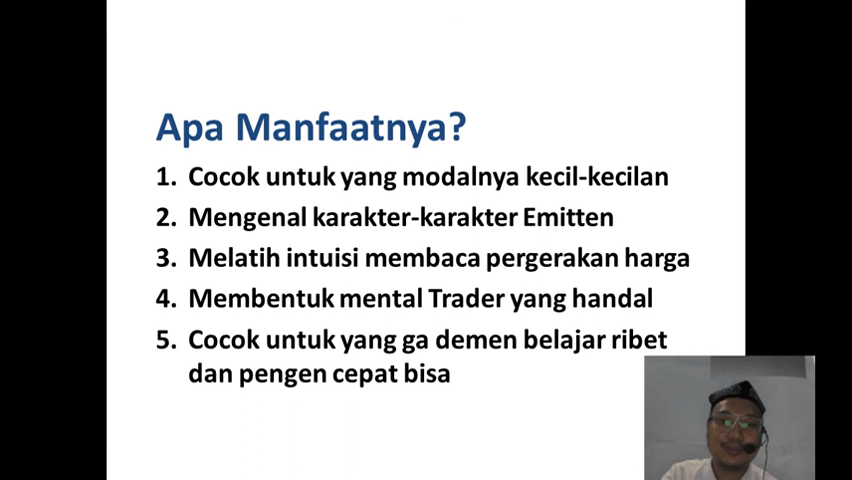 Apa Manfaatnya?
1. Cocok untuk yang modalnya kecil-kecilan
2. Mengenal karakter-karakter Emitten
3. Melatih intuisi membaca pergerakan harga
4. Membentuk mental Trader yang handal
5. Cocok untuk yang ga demen belajar ribet
dan pengen cepat bisa